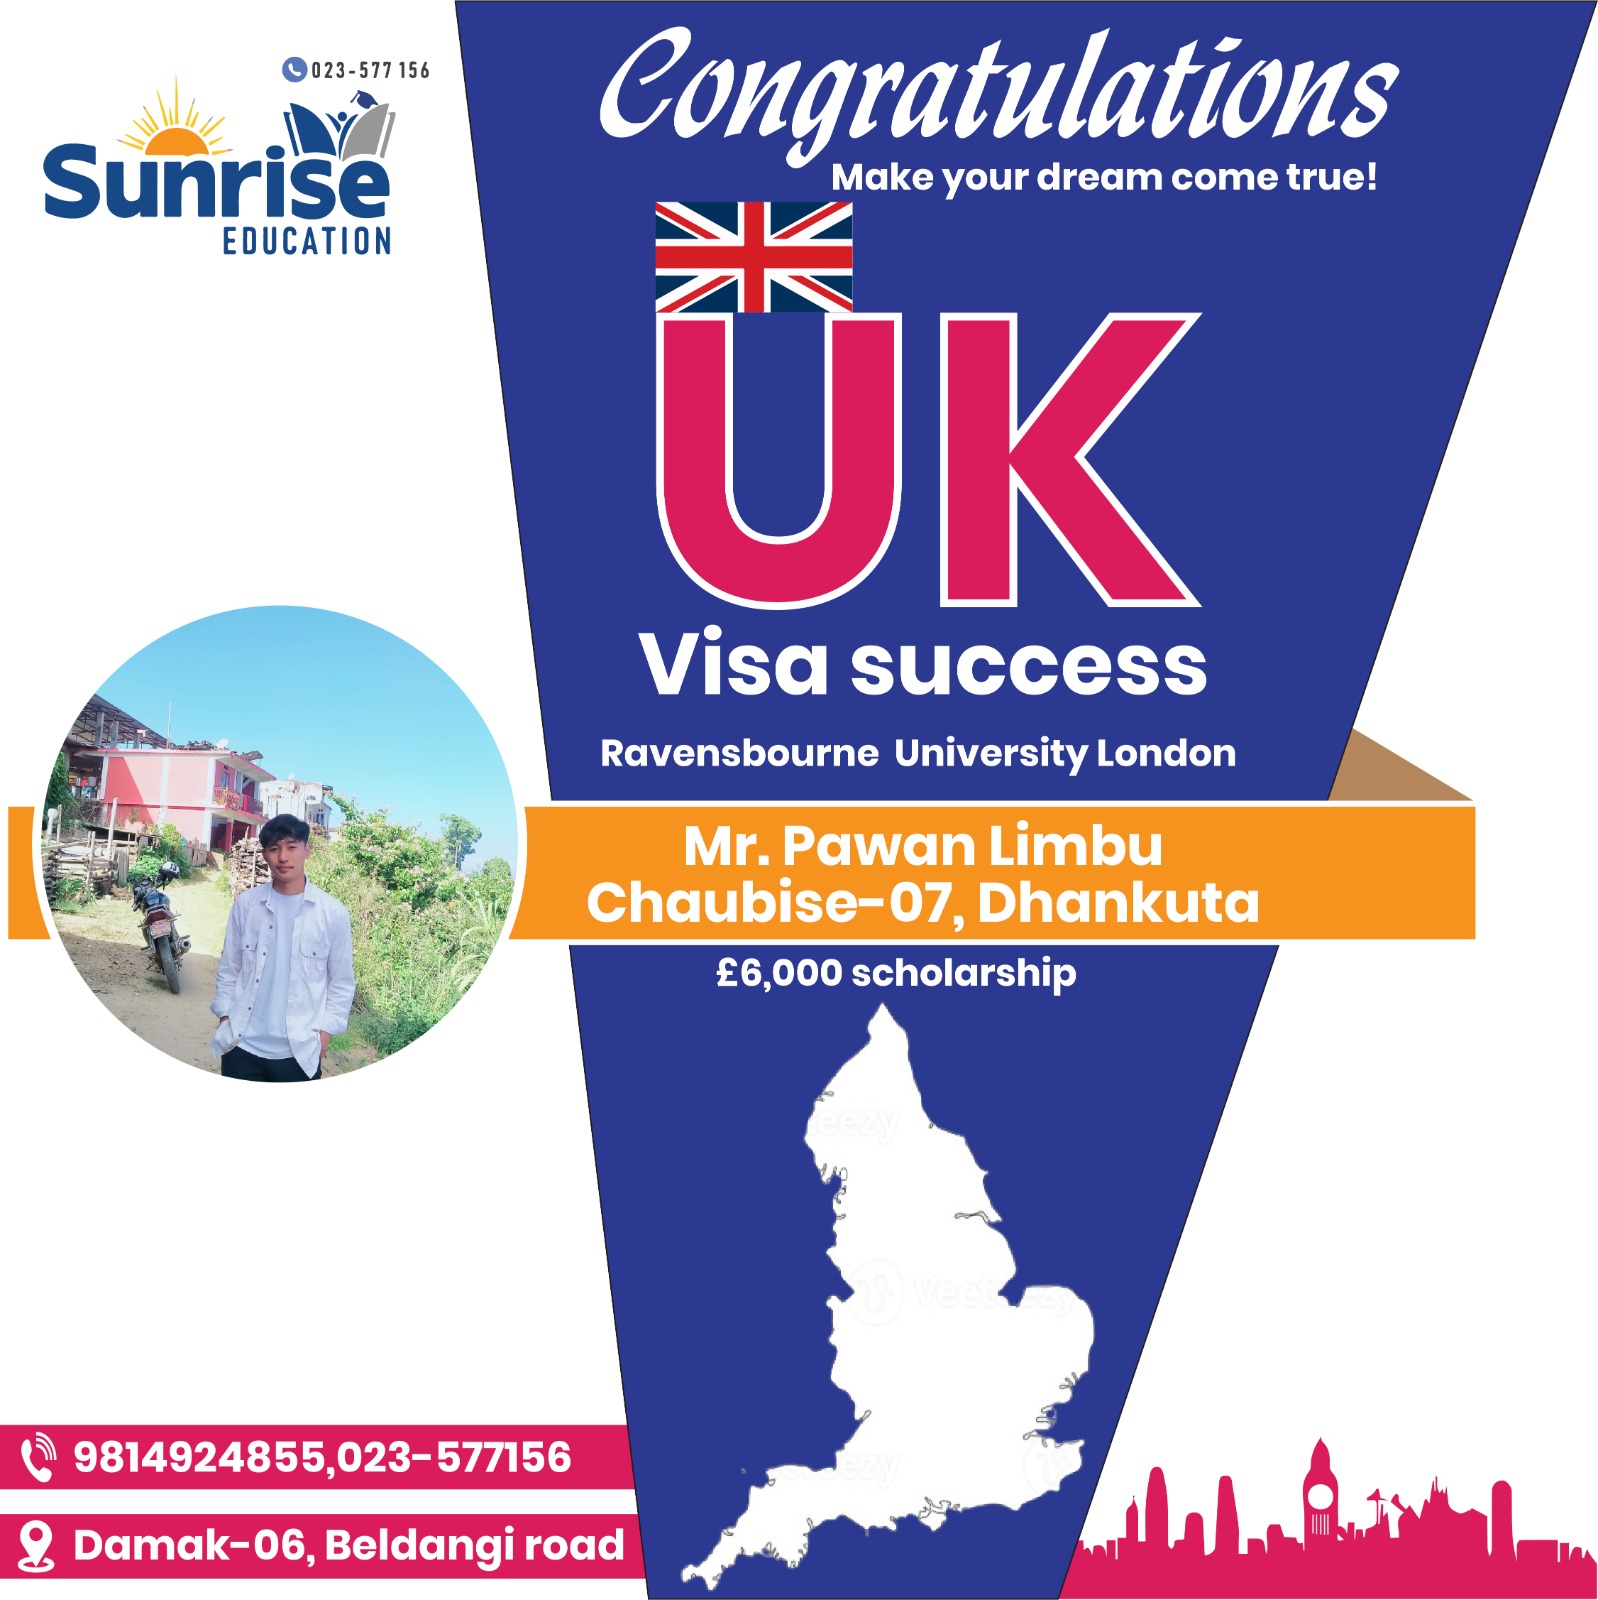 023-577 156
Sunrise
EDUCATION
Congratulations
Make your dream come true!
UK
Visa success
Ravensbourne University London
Mr. Pawan Limbu
Chaubise-07, Dhankuta
£6,000 scholarship
Veeteezy
9814924855,023-577156
Damak-06, Beldangi road